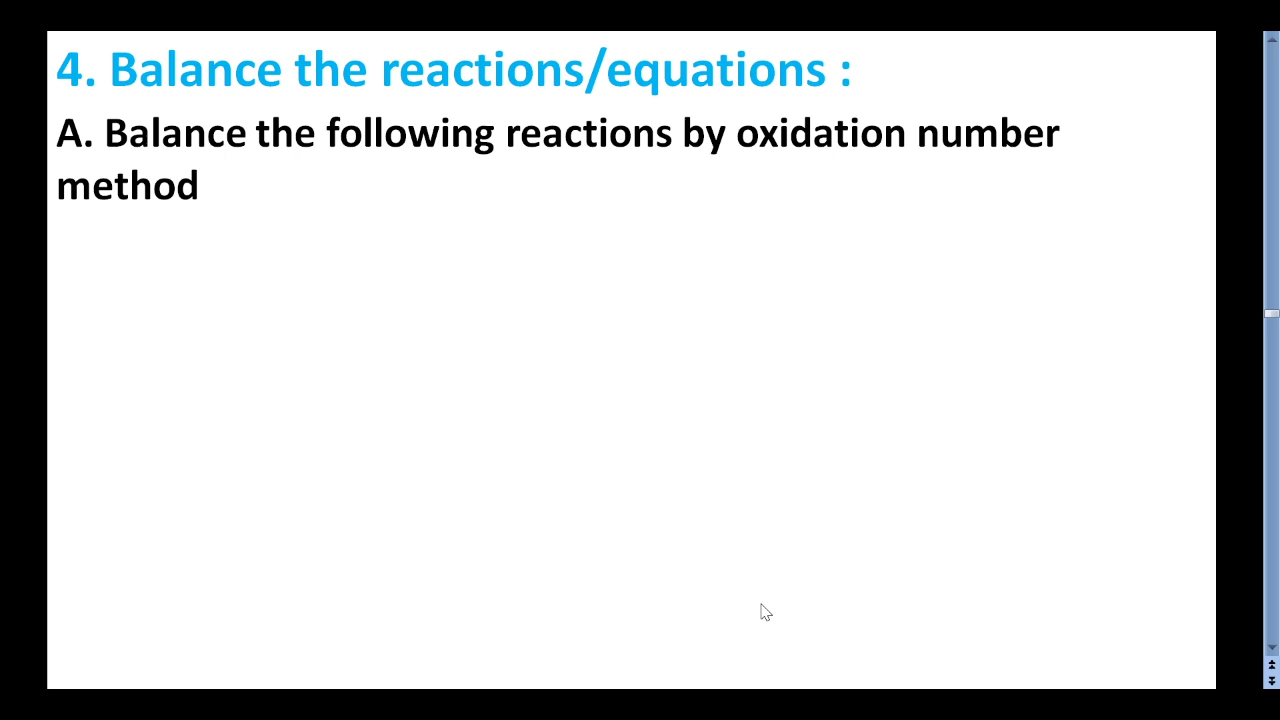 4. Balance the reactions/equations :
A. Balance the following reactions by oxidation number
method